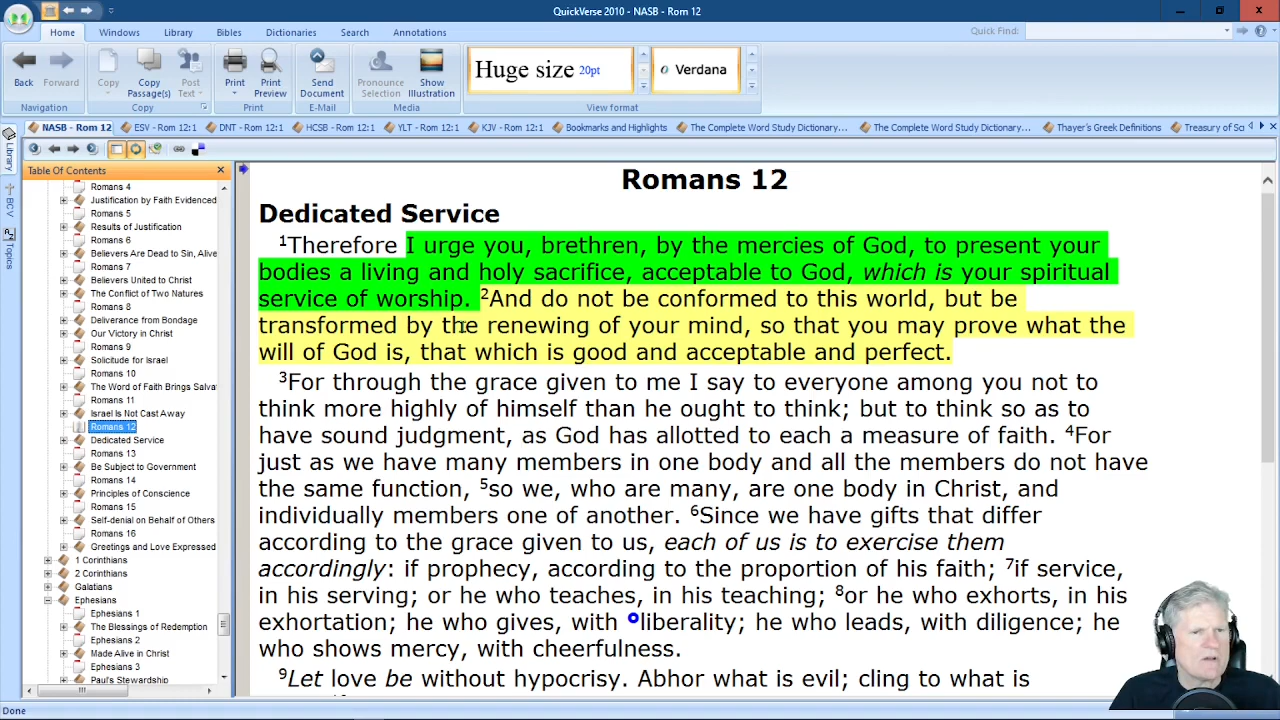 QuickVerse 2010 - NASB - Rom 12
Home Windows Library Bibles Dictionaries Search Annotations Quick Find:
Back Forward Copy Copy Passage(s) Post Text Print Print Preview Send Document Pronounce Selection Show Illustration Huge size 20pt O Verdana
Navigation Copy Print E-Mail Media View format
NASB - Rom 12 ESV - Rom 12:1 DNT - Rom 12:1 HCSB - Rom 12:1 YLT - Rom 12:1 KJV - Rom 12:1 Bookmarks and Highlights The Complete Word Study Dictionary... The Complete Word Study Dictionary... Thayer's Greek Definitions Treasury of Sc
Library
BCV
Topics
Table Of Contents
Romans 4
Justification by Faith Evidenced
Romans 5
Results of Justification
Romans 6
Believers Are Dead to Sin, Alive
Romans 7
Believers United to Christ
The Conflict of Two Natures
Romans 8
Deliverance from Bondage
Our Victory in Christ
Romans 9
Solicitude for Israel
Romans 10
The Word of Faith Brings Salva
Romans 11
Israel Is Not Cast Away
Romans 12
Dedicated Service
Romans 13
Be Subject to Government
Romans 14
Principles of Conscience
Romans 15
Self-denial on Behalf of Others
Romans 16
Greetings and Love Expressed
1 Corinthians
2 Corinthians
Galatians
Ephesians
Ephesians 1
The Blessings of Redemption
Ephesians 2
Made Alive in Christ
Ephesians 3
Paul's Stewardship
Romans 12
Dedicated Service
1Therefore I urge you, brethren, by the mercies of God, to present your
bodies a living and holy sacrifice, acceptable to God, which is your spiritual
service of worship. 2And do not be conformed to this world, but be
transformed by the renewing of your mind, so that you may prove what the
will of God is, that which is good and acceptable and perfect.
3For through the grace given to me I say to everyone among you not to
think more highly of himself than he ought to think; but to think so as to
have sound judgment, as God has allotted to each a measure of faith. 4For
just as we have many members in one body and all the members do not have
the same function, 5so we, who are many, are one body in Christ, and
individually members one of another. 6Since we have gifts that differ
according to the grace given to us, each of us is to exercise them
accordingly: if prophecy, according to the proportion of his faith; 7if service,
in his serving; or he who teaches, in his teaching; 8or he who exhorts, in his
exhortation; he who gives, with liberality; he who leads, with diligence; he
who shows mercy, with cheerfulness.
9Let love be without hypocrisy. Abhor what is evil; cling to what is
Done